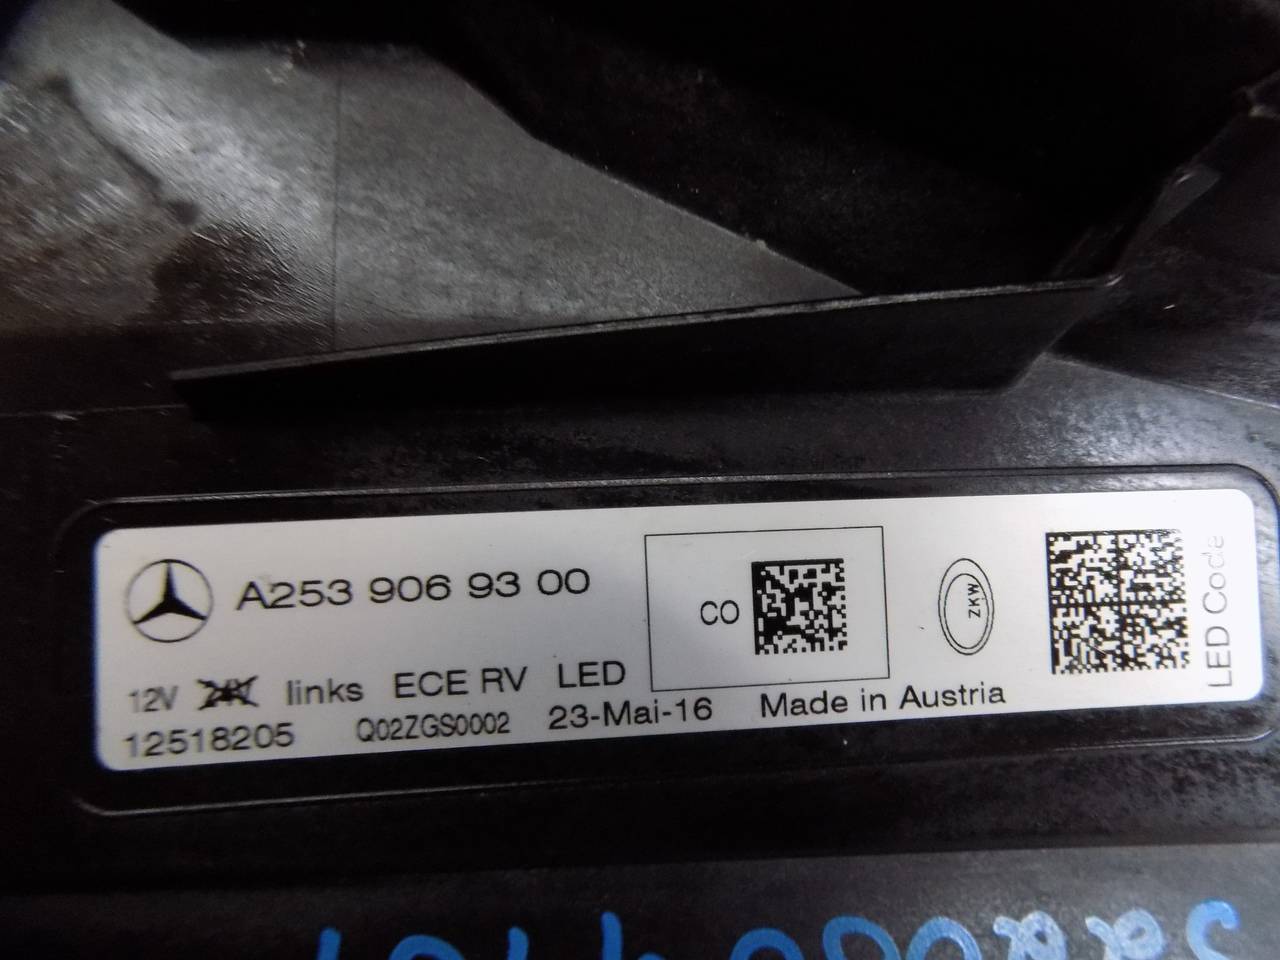 A253 906 93 00
CO
ZKW
LED Code
12V 24V links ECE RV LED
12518205 Q02ZGS0002 23-Mai-16 Made in Austria